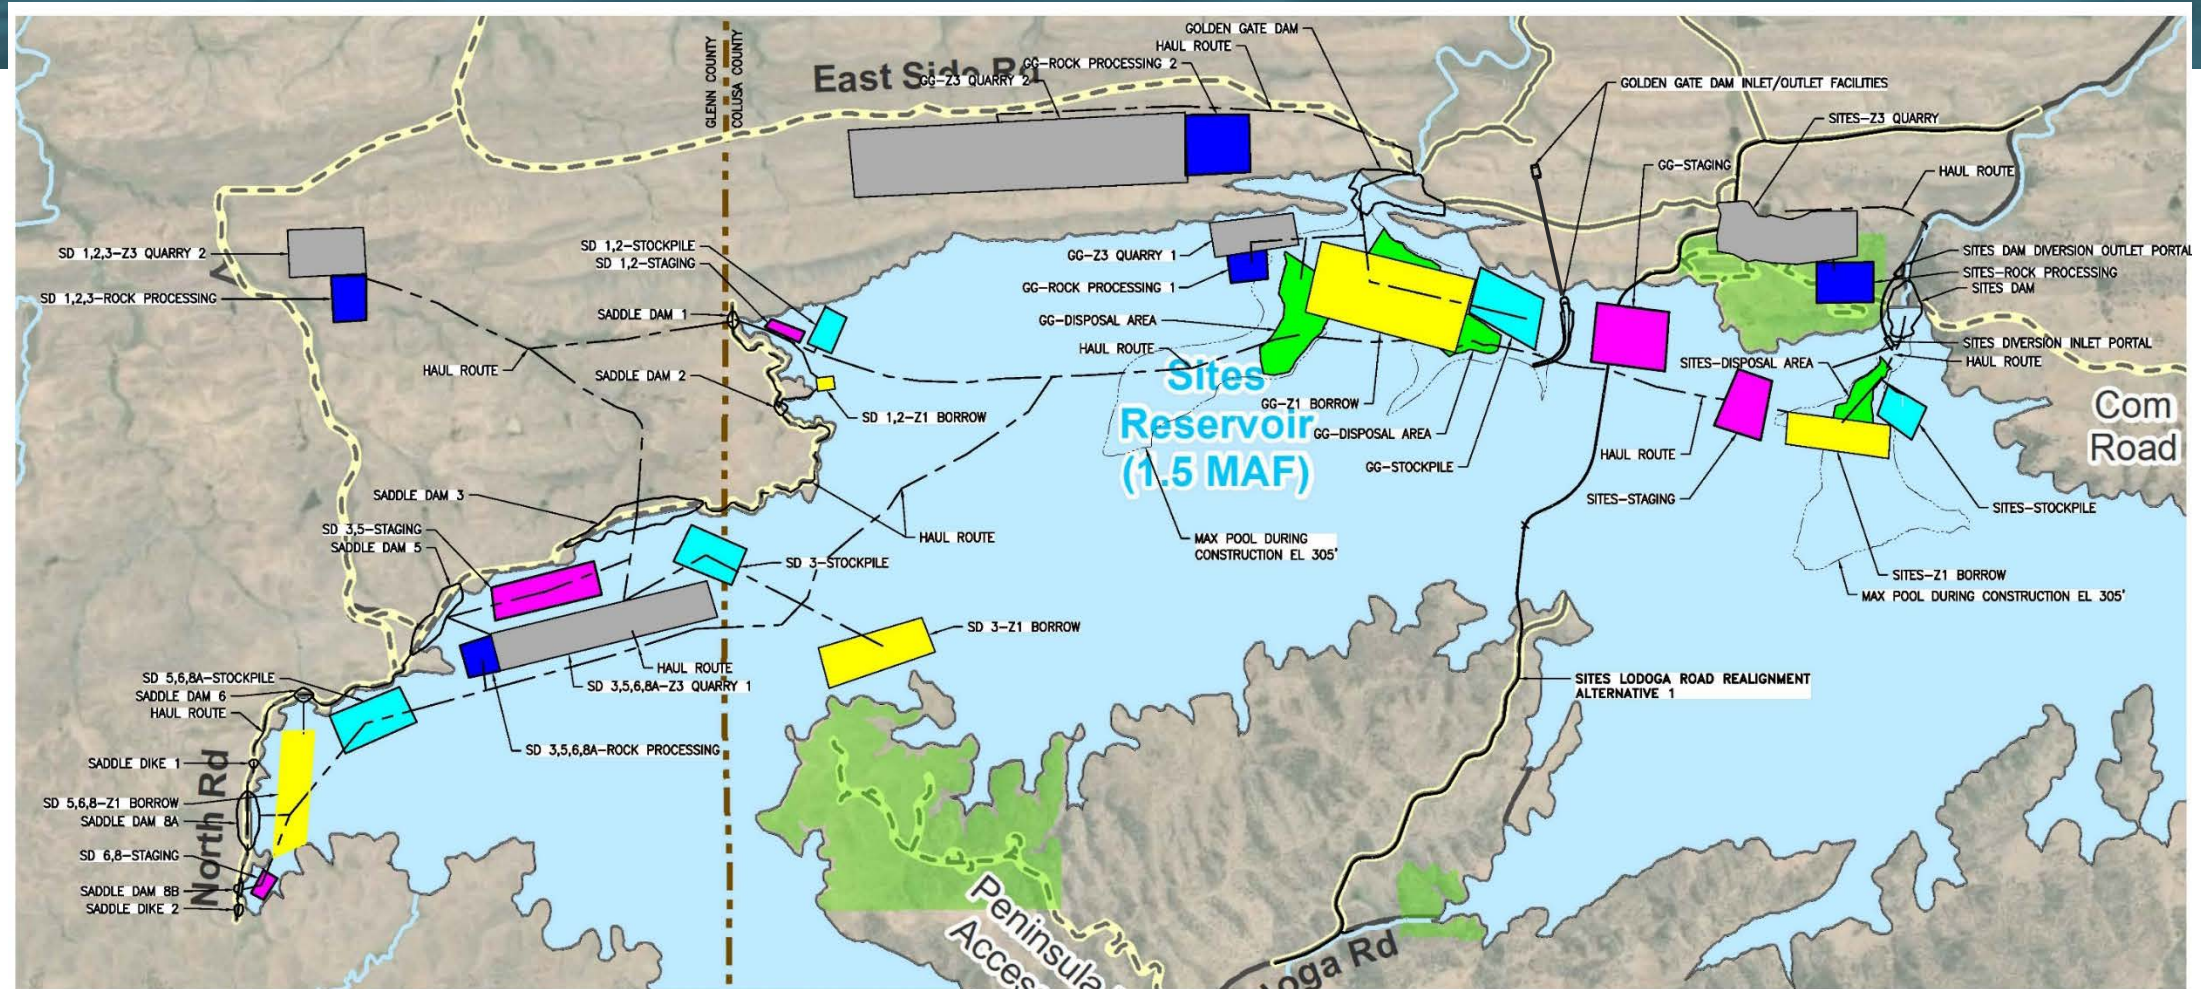 GOLDEN GATE DAM
HAUL ROUTE
GG-ROCK PROCESSING 2
East Side Rd
GG-Z3 QUARRY 2
GLENN COUNTY
COLUSA COUNTY
GOLDEN GATE DAM INLET/OUTLET FACILITIES
SITES-Z3 QUARRY
GG-STAGING
HAUL ROUTE
SD 1,2,3-Z3 QUARRY 2
SD 1,2-STOCKPILE
SD 1,2-STAGING
GG-Z3 QUARRY 1
SITES DAM DIVERSION OUTLET PORTAL
SITES-ROCK PROCESSING
SITES DAM
SD 1,2,3-ROCK PROCESSING
GG-ROCK PROCESSING 1
SADDLE DAM 1
GG-DISPOSAL AREA
HAUL ROUTE
SITES DIVERSION INLET PORTAL
HAUL ROUTE
HAUL ROUTE
SADDLE DAM 2
SITES-DISPOSAL AREA
Sites
Reservoir
(1.5 MAF)
SD 1,2-Z1 BORROW
GG-Z1 BORROW
GG-DISPOSAL AREA
GG-STOCKPILE
HAUL ROUTE
Com
Road
SADDLE DAM 3
SITES-STAGING
SITES-STOCKPILE
SD 3,5-STAGING
SADDLE DAM 5
HAUL ROUTE
MAX POOL DURING
CONSTRUCTION EL 305'
SD 3-STOCKPILE
SITES-Z1 BORROW
MAX POOL DURING CONSTRUCTION EL 305'
SD 3-Z1 BORROW
HAUL ROUTE
SD 3,5,6,8A-Z3 QUARRY 1
SD 5,6,8A-STOCKPILE
SADDLE DAM 6
HAUL ROUTE
SITES LODOGA ROAD REALIGNMENT
ALTERNATIVE 1
SD 3,5,6,8A-ROCK PROCESSING
SADDLE DIKE 1
SD 5,6,8-Z1 BORROW
SADDLE DAM 8A
North Rd
SD 6,8-STAGING
SADDLE DAM 8B
SADDLE DIKE 2
Peninsula
Acces
oga Rd